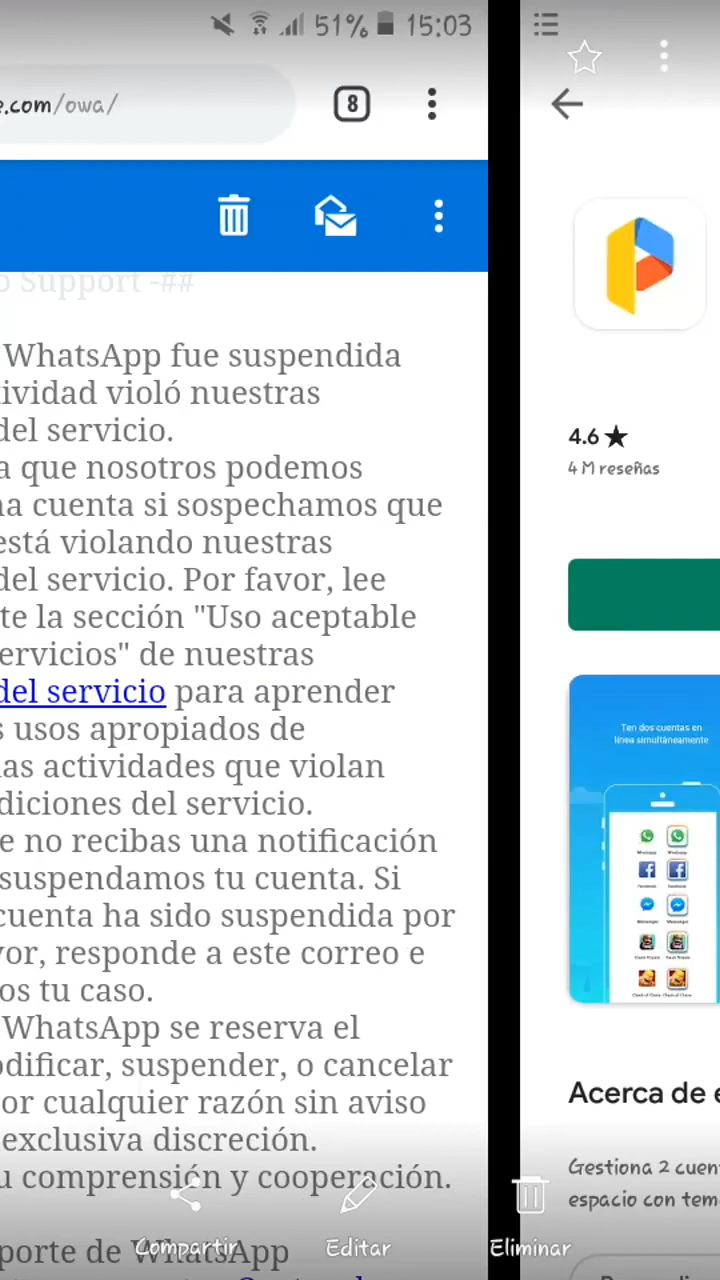 51% 15:03
e.com/owa/
8
o Support -##
WhatsApp fue suspendida
tividad violó nuestras
del servicio.
a que nosotros podemos
na cuenta si sospechamos que
está violando nuestras
del servicio. Por favor, lee
te la sección "Uso aceptable
ervicios" de nuestras
del servicio para aprender
s usos apropiados de
las actividades que violan
diciones del servicio.
e no recibas una notificación
suspendamos tu cuenta. Si
cuenta ha sido suspendida por
vor, responde a este correo e
os tu caso.
WhatsApp se reserva el
odificar, suspender, o cancelar
or cualquier razón sin aviso
exclusiva discreción.
u comprensión y cooperación.
porte de WhatsApp
4.6★
4 M reseñas
Ten dos cuentas en
línea simultáneamente
Acerca de e
Gestiona 2 cuen
espacio con tem
Compartir
Editar
Eliminar